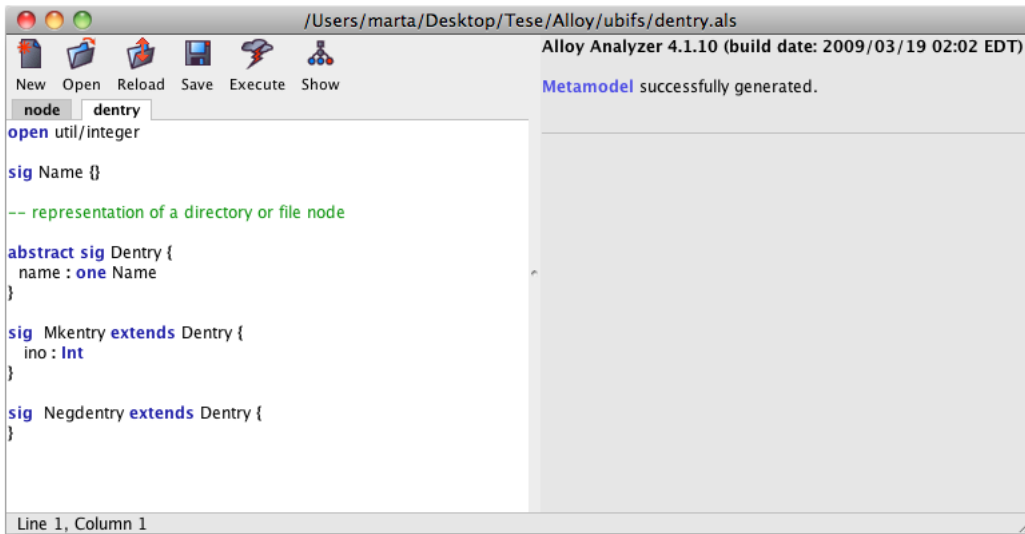 /Users/marta/Desktop/Tese/Alloy/ubifs/dentry.als
New Open Reload Save Execute Show
node dentry
open util/integer
sig Name {}
-- representation of a directory or file node
abstract sig Dentry {
name : one Name
}
sig Mkentry extends Dentry {
ino : Int
}
sig Negdentry extends Dentry {
}
Line 1, Column 1
Alloy Analyzer 4.1.10 (build date: 2009/03/19 02:02 EDT)
Metamodel successfully generated.